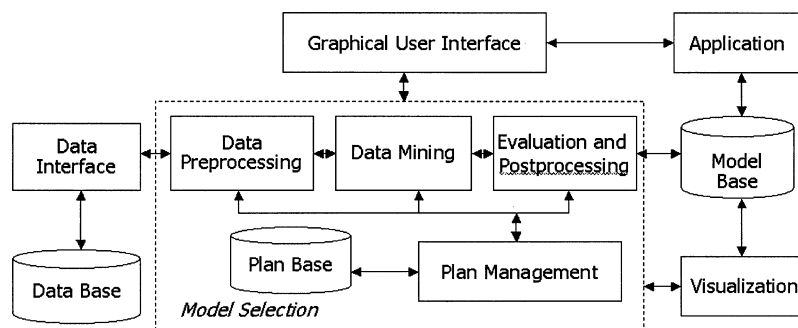 Graphical User Interface
Application
Data
Interface
Data
Preprocessing
Data Mining
Evaluation and
Postprocessing
Model
Base
Plan Base
Plan Management
Data Base
Model Selection
Visualization